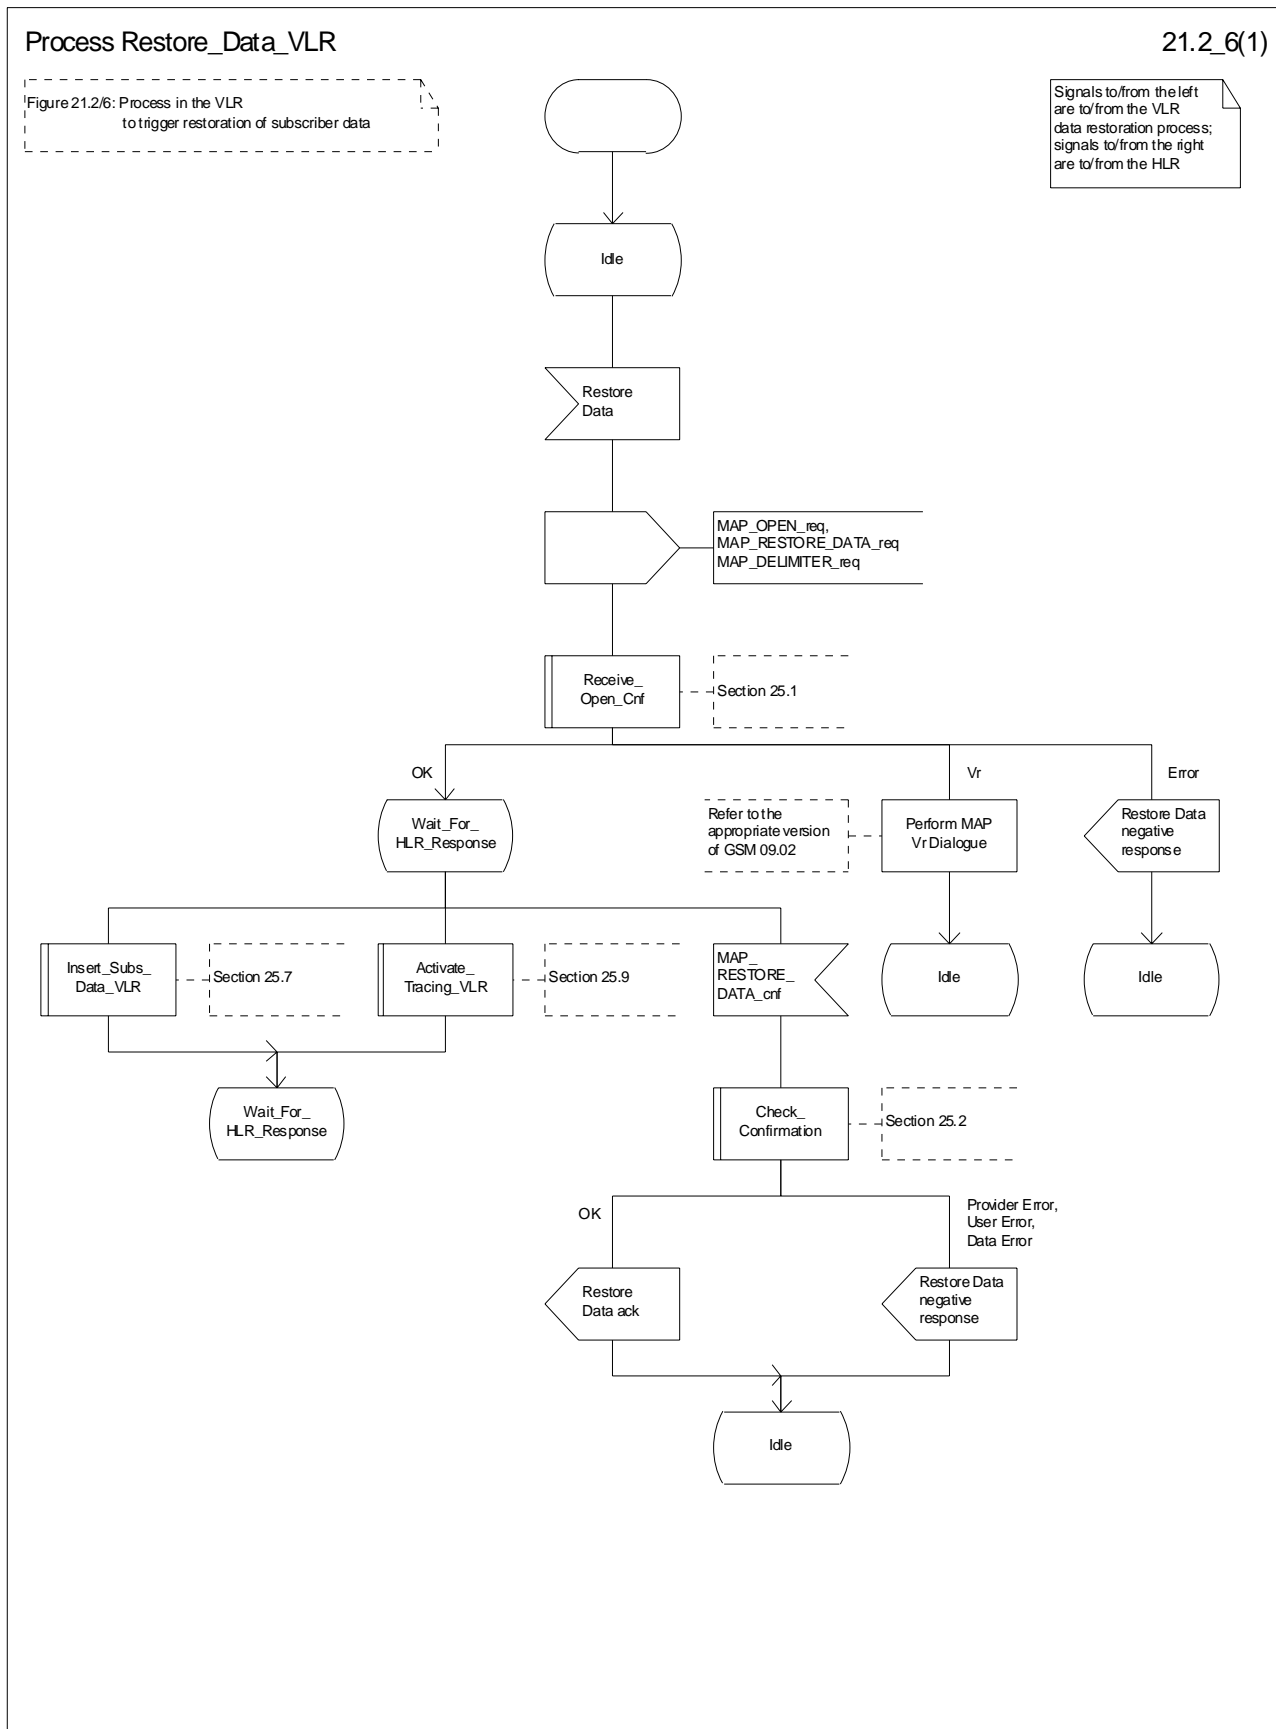 Process Restore_Data_VLR
21.2_6(1)
Figure 21.2/6: Process in the VLR
to trigger restoration of subscriber data
Signals to/from the left
are to/from the VLR
data restoration process;
signals to/from the right
are to/from the HLR
Idle
Restore
Data
MAP_OPEN_req,
MAP_RESTORE_DATA_req
MAP_DELIMITER_req
Receive_
Open_Cnf
Section 25.1
OK
Vr
Error
Wait_For_
HLR_Response
Refer to the
appropriate version
of GSM 09.02
Perform MAP
Vr Dialogue
Restore Data
negative
response
Insert_Subs_
Data_VLR
Section 25.7
Activate_
Tracing_VLR
Section 25.9
MAP_
RESTORE_
DATA_cnf
Idle
Idle
Wait_For_
HLR_Response
Check_
Confirmation
Section 25.2
OK
Provider Error,
User Error,
Data Error
Restore
Data ack
Restore Data
negative
response
Idle